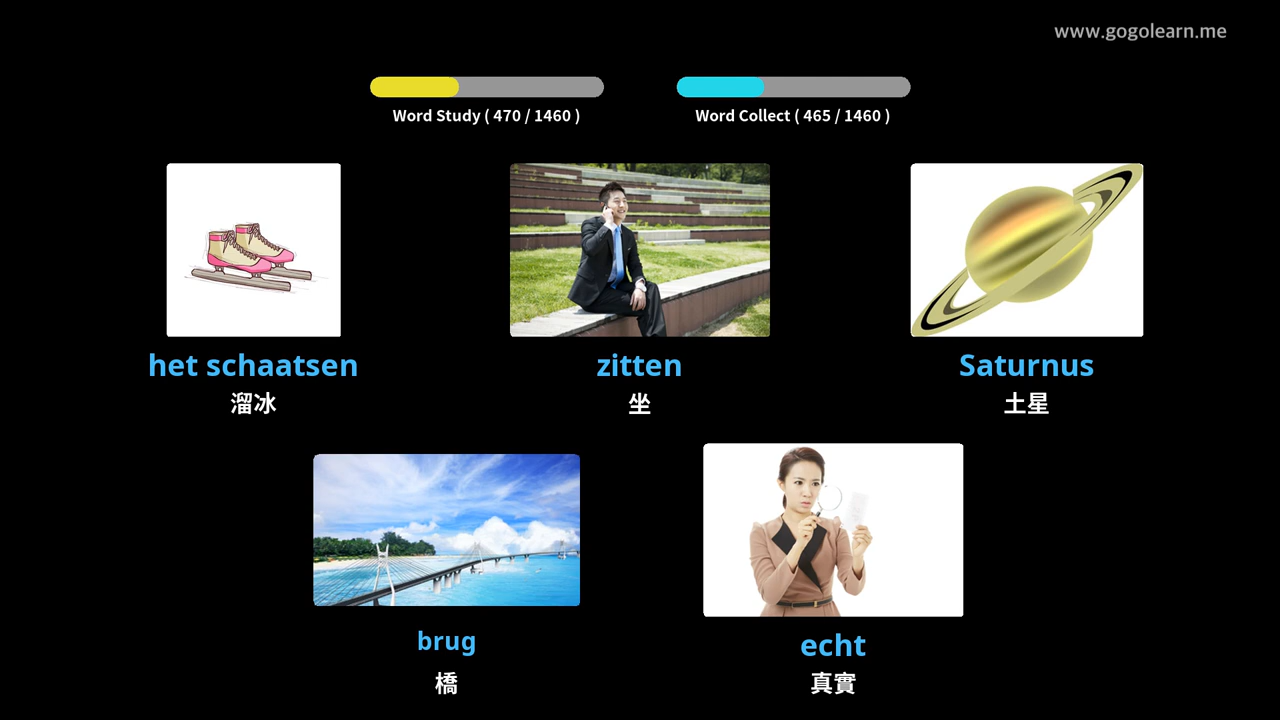 www.gogolearn.me
Word Study ( 470 / 1460 )
Word Collect ( 465 / 1460 )
het schaatsen
溜冰
zitten
坐
Saturnus
土星
brug
橋
echt
真實